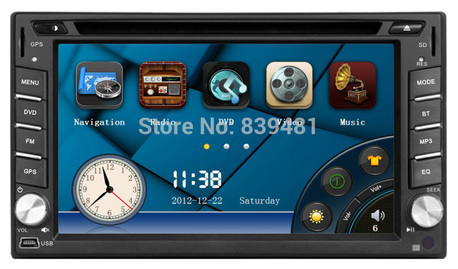 GPS
SD
RES
MENU
MODE
DVD
BT
FM
MP3
GPS
EQ
Navigation Radio DVD Video Music
Store No: 839481
11:38
2012-12-22 Saturday
Vol+
Vol-
6
SEEK
VOL
USB